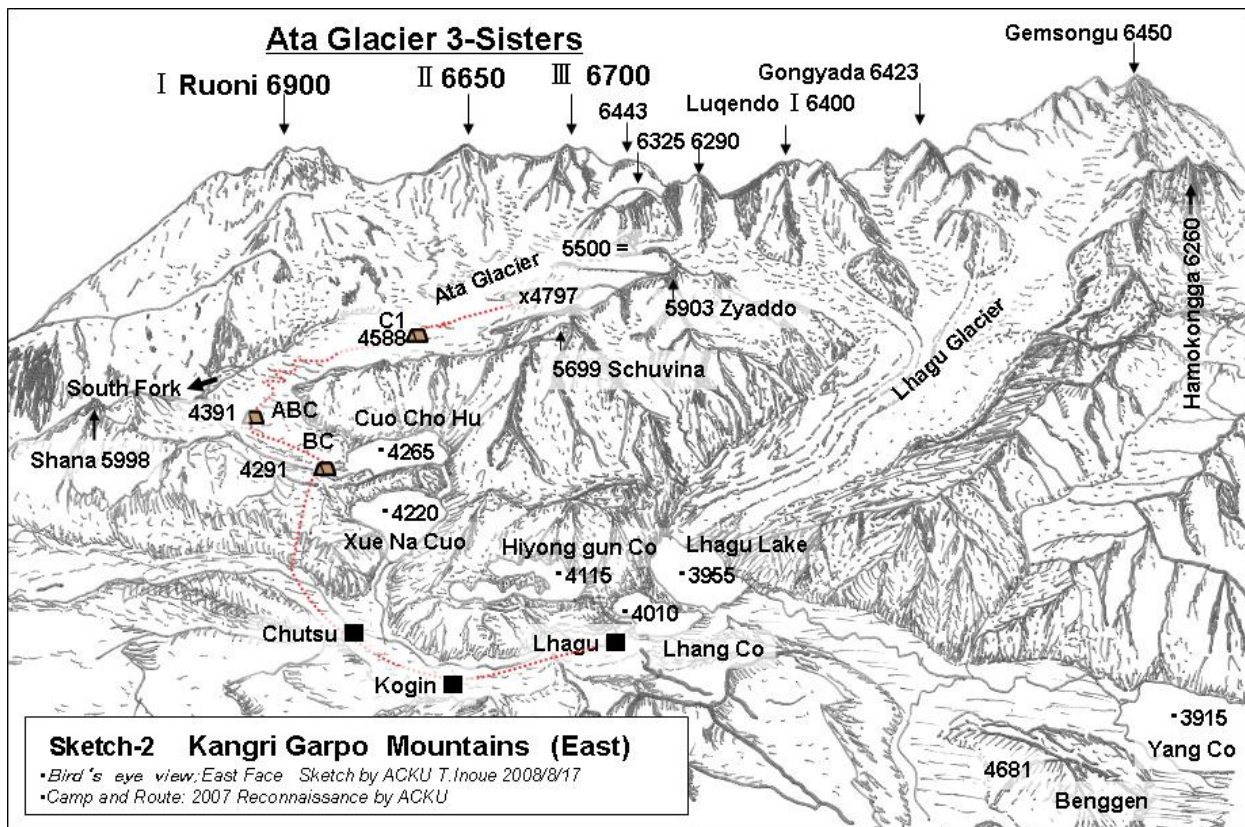 Ata Glacier 3-Sisters
Gemsongu 6450
Ⅰ Ruoni 6900
Ⅱ 6650
Ⅲ 6700
Gongyada 6423
6443
Luqendo Ⅰ 6400
6325 6290
5500 =
Ata Glacier
x4797
5903 Zyaddo
C1
4588
5699 Schuvina
Lhagu Glacier
Hamokongga 6260
South Fork
4391 ABC
Cuo Cho Hu
Shana 5998
BC
4265
4291
4220
Xue Na Cuo
Hiyong gun Co
4115
Lhagu Lake
3955
4010
Chutsu
Lhagu
Lhang Co
Kogin
3915
Yang Co
4681
Benggen
Sketch-2 Kangri Garpo Mountains (East)
•Bird's eye view;East Face Sketch by ACKU T.Inoue 2008/8/17
•Camp and Route: 2007 Reconnaissance by ACKU